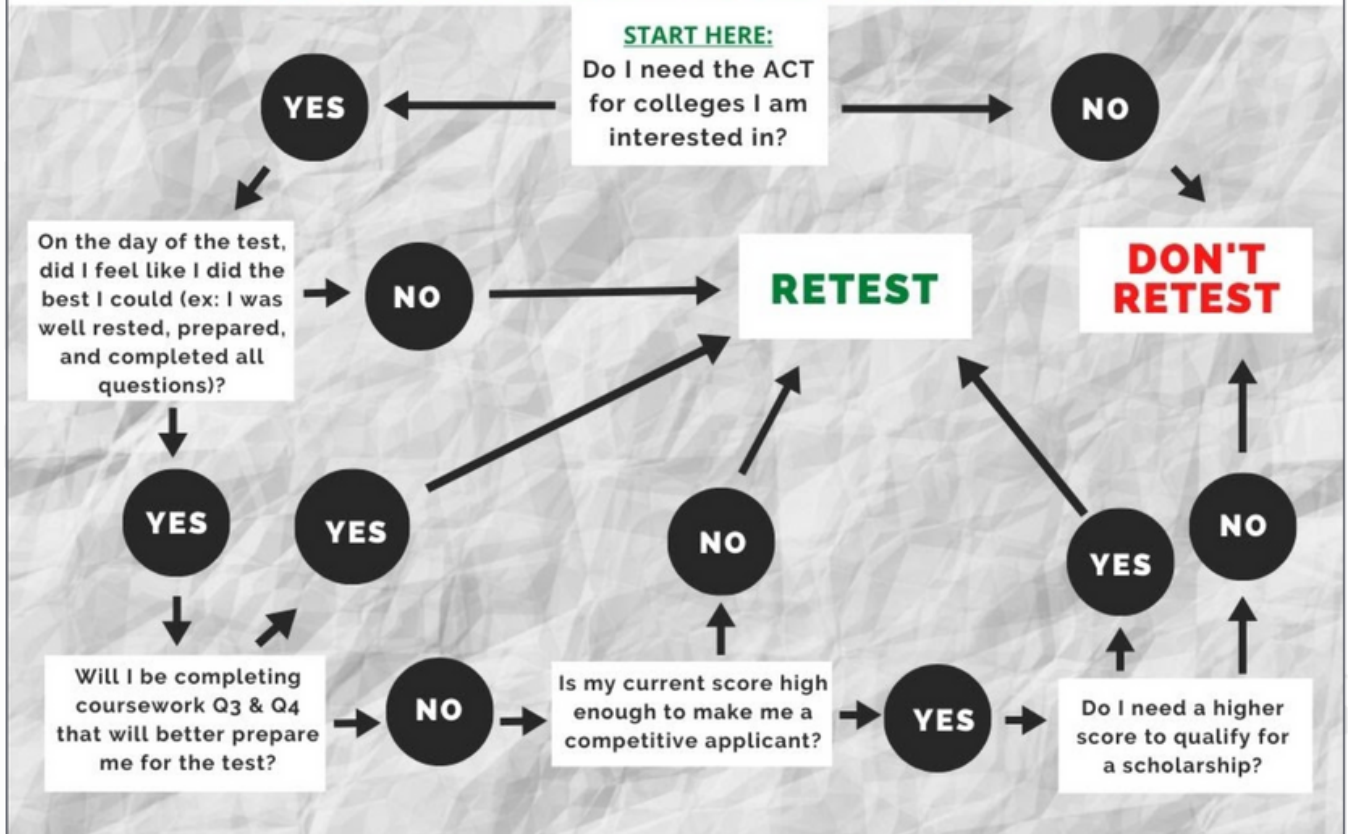 START HERE:
Do I need the ACT
for colleges I am
interested in?
YES
NO
On the day of the test,
did I feel like I did the
best I could (ex: I was
well rested, prepared,
and completed all
questions)?
NO
RETEST
DON'T
RETEST
YES
YES
NO
YES
NO
Will I be completing
coursework Q3 & Q4
that will better prepare
me for the test?
NO
Is my current score high
enough to make me a
competitive applicant?
YES
Do I need a higher
score to qualify for
a scholarship?